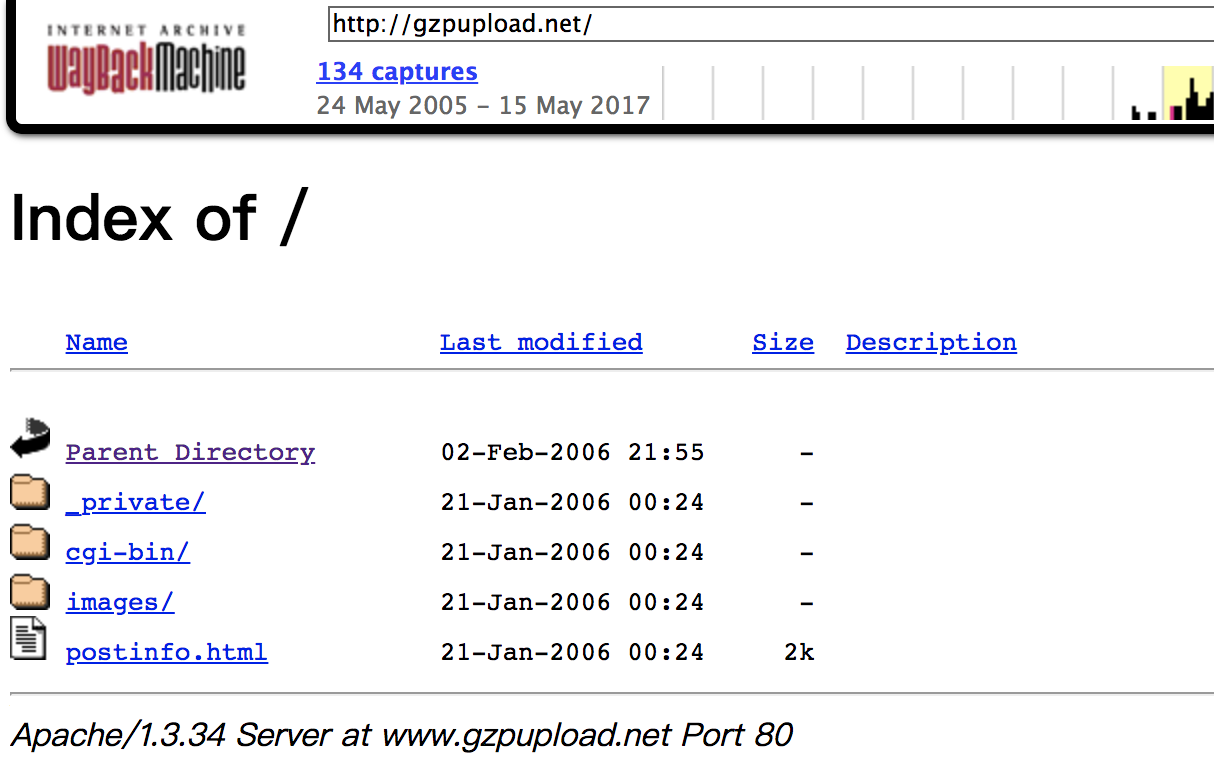 INTERNET ARCHIVE
WayBackMachine
http://gzpupload.net/
134 captures
24 May 2005 – 15 May 2017
Index of /
Name Last modified Size Description
Parent Directory 02-Feb-2006 21:55 -
_private/ 21-Jan-2006 00:24 -
cgi-bin/ 21-Jan-2006 00:24 -
images/ 21-Jan-2006 00:24 -
postinfo.html 21-Jan-2006 00:24 2k
Apache/1.3.34 Server at www.gzpupload.net Port 80